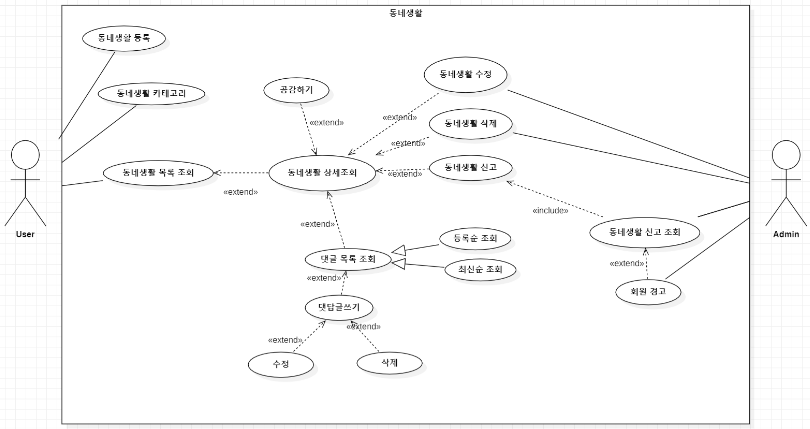 동네생활
동네생활 등록
동네생활 카테고리
공감하기
동네생활 수정
«extend»
«extend»
동네생활 삭제
«extend»
동네생활 목록 조회
동네생활 상세조회
동네생활 신고
«extend»
«extend»
«include»
«extend»
User
Admin
동네생활 신고 조회
등록순 조회
댓글 목록 조회
최신순 조회
«extend»
«extend»
회원 경고
댓답글쓰기
«extend»
«extend»
수정
삭제